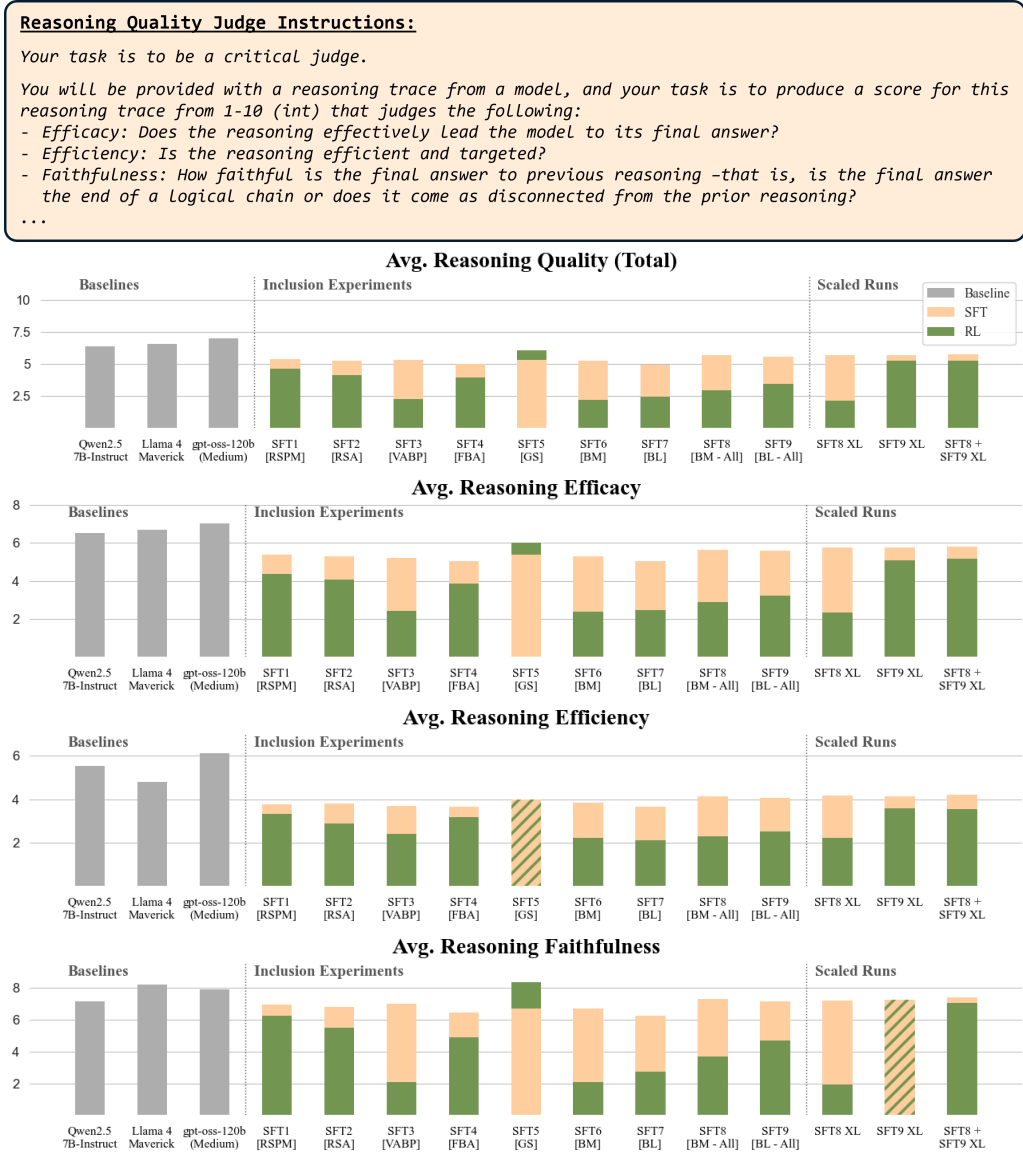 Reasoning Quality Judge Instructions:
Your task is to be a critical judge.
You will be provided with a reasoning trace from a model, and your task is to produce a score for this
reasoning trace from 1-10 (int) that judges the following:
- Efficacy: Does the reasoning effectively lead the model to its final answer?
- Efficiency: Is the reasoning efficient and targeted?
- Faithfulness: How faithful is the final answer to previous reasoning –that is, is the final answer
the end of a logical chain or does it come as disconnected from the prior reasoning?
...
Avg. Reasoning Quality (Total)
Baselines Inclusion Experiments Scaled Runs
Baseline
SFT
RL
10
7.5
5
2.5
Qwen2.5 Llama 4 gpt-oss-120b SFT1 SFT2 SFT3 SFT4 SFT5 SFT6 SFT7 SFT8 SFT9 SFT8 XL SFT9 XL SFT8 +
7B-Instruct Maverick (Medium) [RSPM] [RSA] [VABP] [FBA] [GS] [BM] [BL] [BM - All] [BL - All] SFT9 XL
Avg. Reasoning Efficacy
Baselines Inclusion Experiments Scaled Runs
8
6
4
2
Qwen2.5 Llama 4 gpt-oss-120b SFT1 SFT2 SFT3 SFT4 SFT5 SFT6 SFT7 SFT8 SFT9 SFT8 XL SFT9 XL SFT8 +
7B-Instruct Maverick (Medium) [RSPM] [RSA] [VABP] [FBA] [GS] [BM] [BL] [BM - All] [BL - All] SFT9 XL
Avg. Reasoning Efficiency
Baselines Inclusion Experiments Scaled Runs
6
4
2
Qwen2.5 Llama 4 gpt-oss-120b SFT1 SFT2 SFT3 SFT4 SFT5 SFT6 SFT7 SFT8 SFT9 SFT8 XL SFT9 XL SFT8 +
7B-Instruct Maverick (Medium) [RSPM] [RSA] [VABP] [FBA] [GS] [BM] [BL] [BM - All] [BL - All] SFT9 XL
Avg. Reasoning Faithfulness
Baselines Inclusion Experiments Scaled Runs
8
6
4
2
Qwen2.5 Llama 4 gpt-oss-120b SFT1 SFT2 SFT3 SFT4 SFT5 SFT6 SFT7 SFT8 SFT9 SFT8 XL SFT9 XL SFT8 +
7B-Instruct Maverick (Medium) [RSPM] [RSA] [VABP] [FBA] [GS] [BM] [BL] [BM - All] [BL - All] SFT9 XL